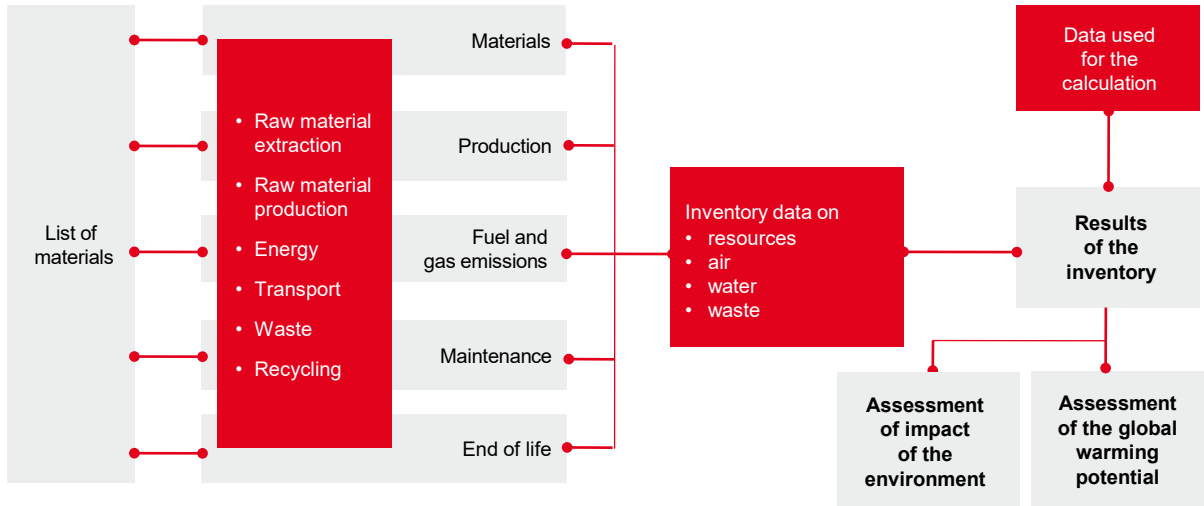 List of
materials
• Raw material
extraction
• Raw material
production
• Energy
• Transport
• Waste
• Recycling
Materials
Production
Fuel and
gas emissions
Maintenance
End of life
Inventory data on
• resources
• air
• water
• waste
Data used
for the
calculation
Results
of the
inventory
Assessment
of impact
of the
environment
Assessment
of the global
warming
potential